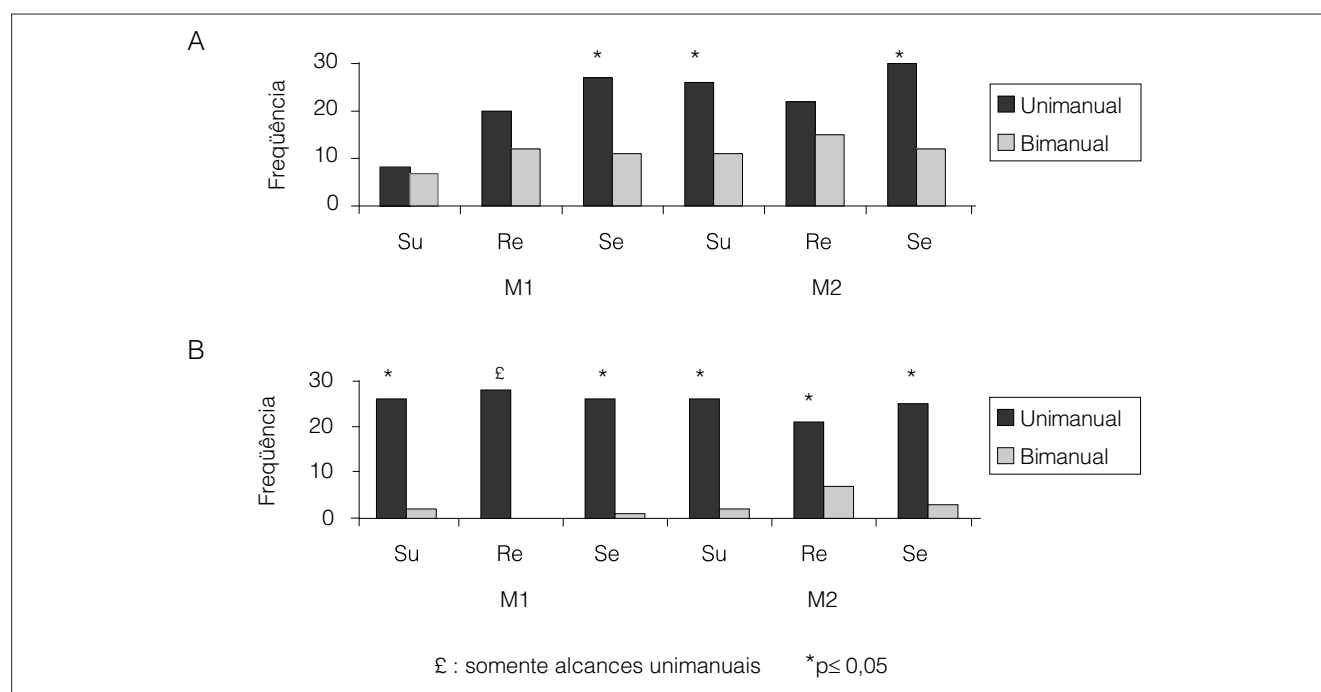 A
Freqüência
30
20
10
0
* * *
Unimanual
Bimanual
Su Re Se Su Re Se
M1 M2
B
Freqüência
30
20
10
0
* £ * * * *
Unimanual
Bimanual
Su Re Se Su Re Se
M1 M2
£ : somente alcances unimanuais *p≤ 0,05